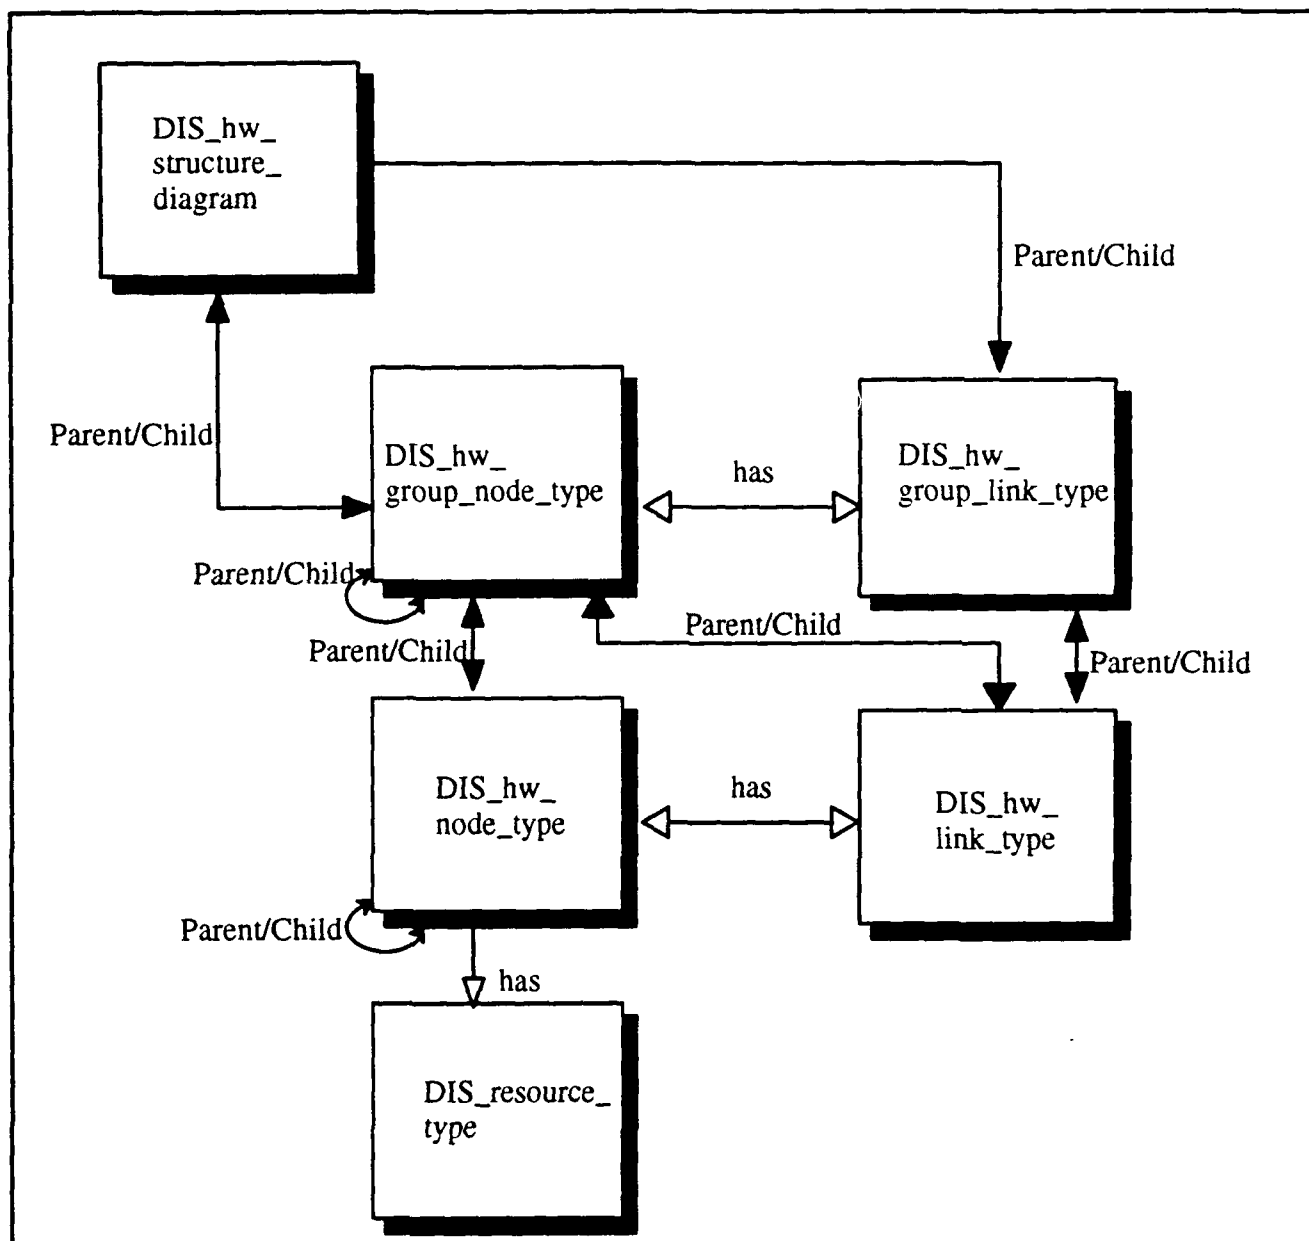 DIS_hw_
structure_
diagram
Parent/Child
Parent/Child
DIS_hw_
group_node_type
has
DIS_hw_
group_link_type
Parent/Child
Parent/Child
Parent/Child
Parent/Child
DIS_hw_
node_type
has
DIS_hw_
link_type
Parent/Child
has
DIS_resource_
type